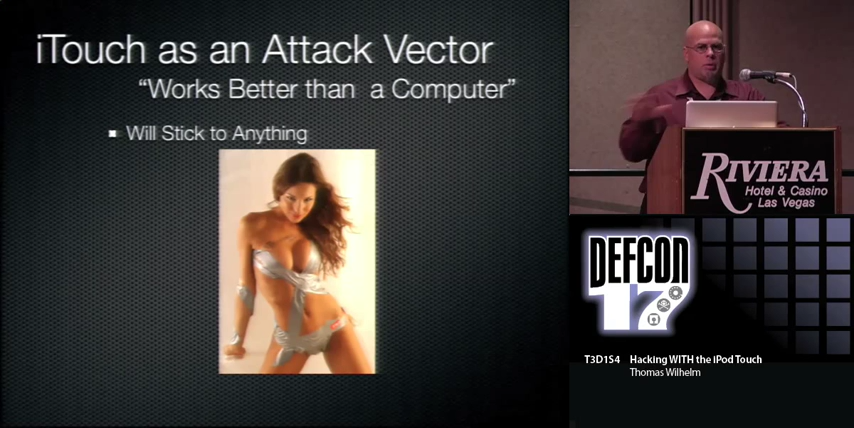 iTouch as an Attack Vector
“Works Better than a Computer”
Will Stick to Anything
RIVIERA
Hotel & Casino
Las Vegas
DEFCON
17
T3D1S4 Hacking WITH the iPod Touch
Thomas Wilhelm